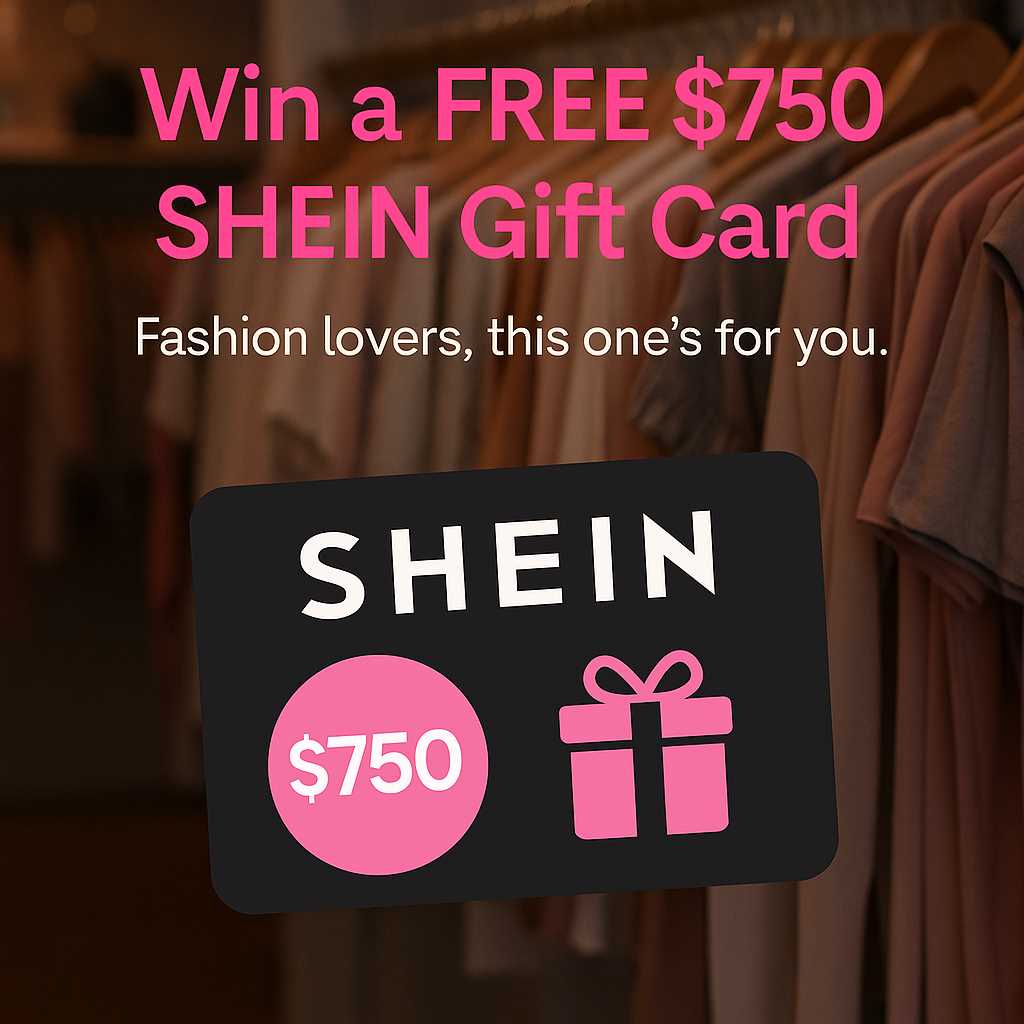 Win a FREE $750
SHEIN Gift Card
Fashion lovers, this one’s for you.
SHEIN
$750